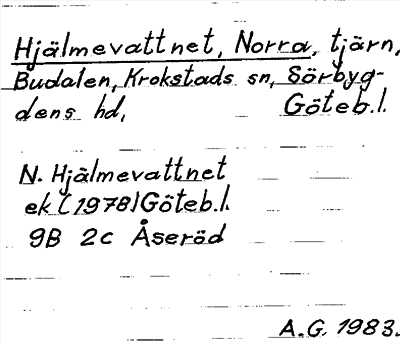 Hjälmevattnet, Norra, tjärn,
Budalen, Krokstads sn, Sörbyg-
dens hd, Göteb.l.
N. Hjälmevattnet
ek (1978) Göteb.l.
9B 2c Åseröd
A.G. 1983.